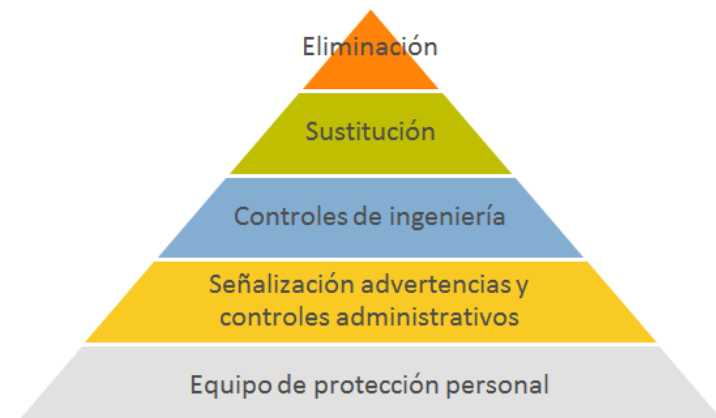 Eliminación
Sustitución
Controles de ingeniería
Señalización advertencias y
controles administrativos
Equipo de protección personal